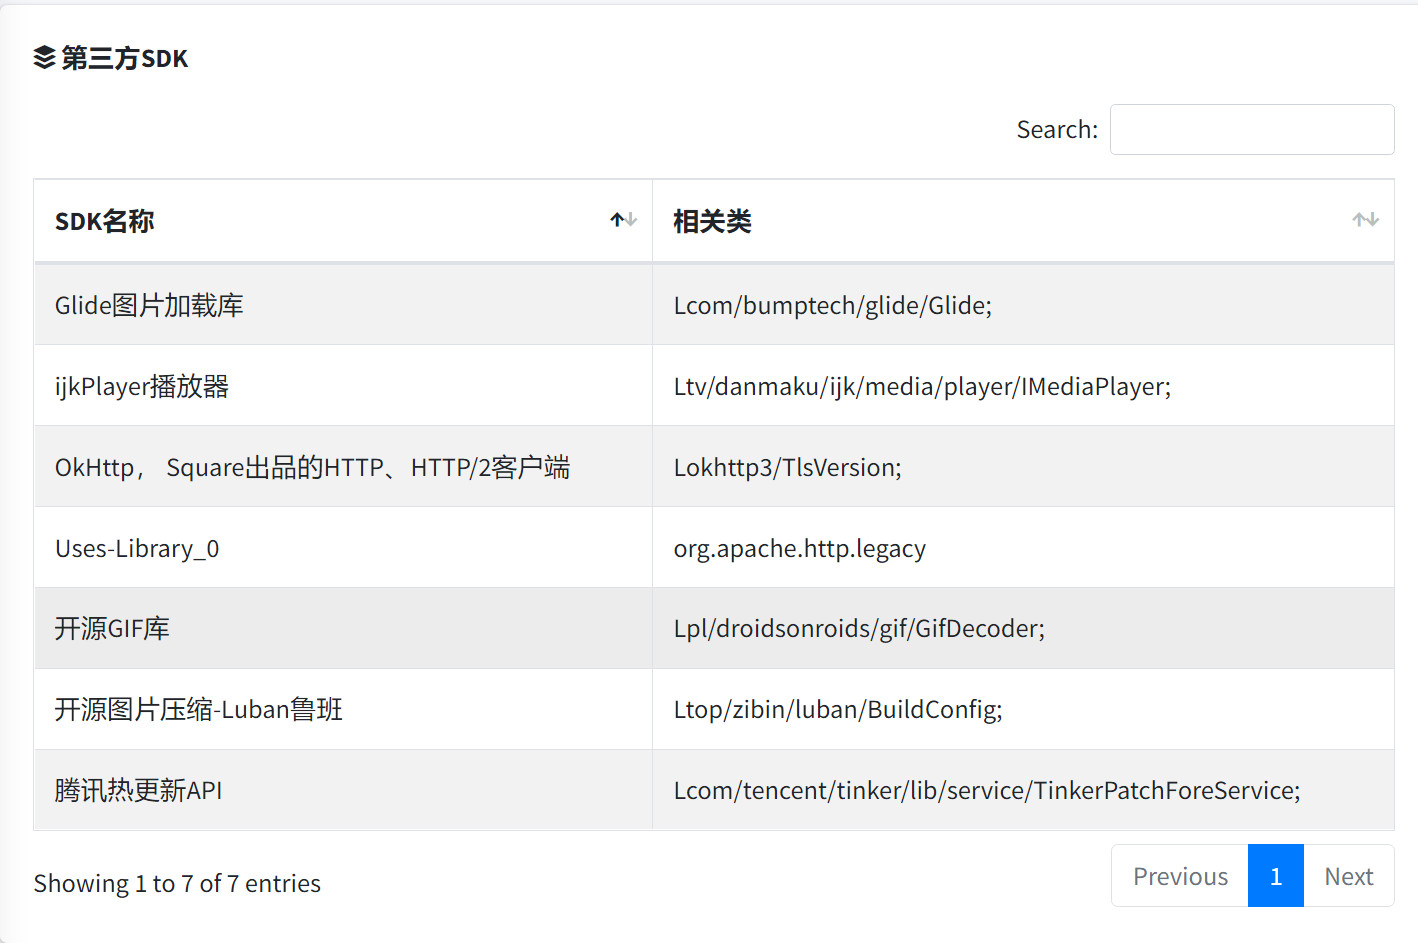 第三方SDK
Search:
SDK名称 相关类
Glide图片加载库 Lcom/bumptech/glide/Glide;
ijkPlayer播放器 Ltv/danmaku/ijk/media/player/IMediaPlayer;
OkHttp， Square出品的HTTP、HTTP/2客户端 Lokhttp3/TlsVersion;
Uses-Library_0 org.apache.http.legacy
开源GIF库 Lpl/droidsonroids/gif/GifDecoder;
开源图片压缩-Luban鲁班 Ltop/zibin/luban/BuildConfig;
腾讯热更新API Lcom/tencent/tinker/lib/service/TinkerPatchForeService;
Showing 1 to 7 of 7 entries Previous 1 Next